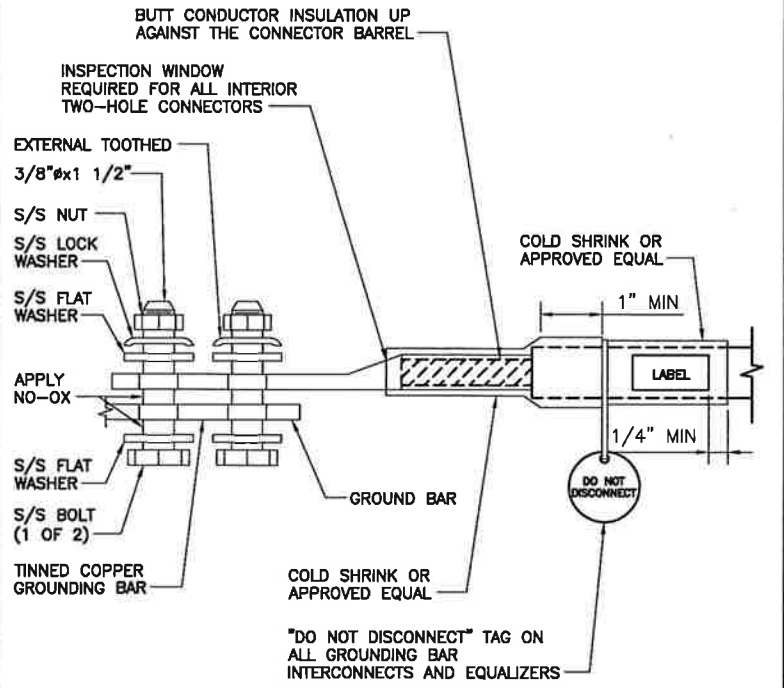 BUTT CONDUCTOR INSULATION UP
AGAINST THE CONNECTOR BARREL
INSPECTION WINDOW
REQUIRED FOR ALL INTERIOR
TWO-HOLE CONNECTORS
EXTERNAL TOOTHED
3/8"øx1 1/2"
S/S NUT
S/S LOCK
WASHER
S/S FLAT
WASHER
COLD SHRINK OR
APPROVED EQUAL
1" MIN
APPLY
NO-OX
LABEL
1/4" MIN
S/S FLAT
WASHER
DO NOT
DISCONNECT
GROUND BAR
S/S BOLT
(1 OF 2)
TINNED COPPER
GROUNDING BAR
COLD SHRINK OR
APPROVED EQUAL
"DO NOT DISCONNECT" TAG ON
ALL GROUNDING BAR
INTERCONNECTS AND EQUALIZERS